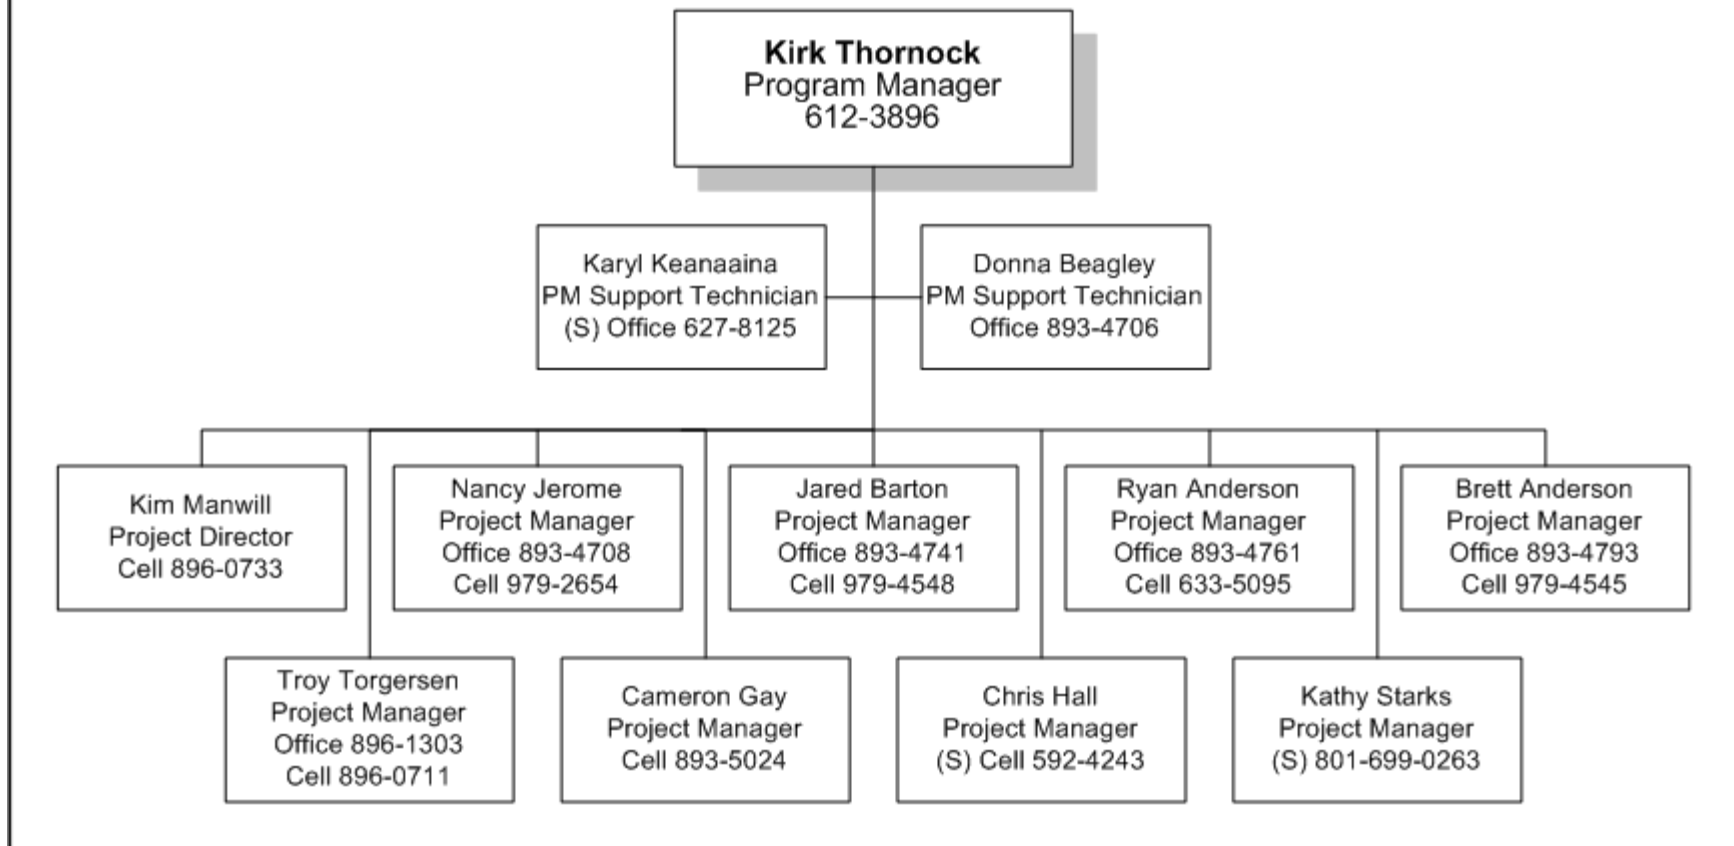 Kirk Thornock
Program Manager
612-3896
Karyl Keanaaina
PM Support Technician
(S) Office 627-8125
Donna Beagley
PM Support Technician
Office 893-4706
Kim Manwill
Project Director
Cell 896-0733
Nancy Jerome
Project Manager
Office 893-4708
Cell 979-2654
Jared Barton
Project Manager
Office 893-4741
Cell 979-4548
Ryan Anderson
Project Manager
Office 893-4761
Cell 633-5095
Brett Anderson
Project Manager
Office 893-4793
Cell 979-4545
Troy Torgersen
Project Manager
Office 896-1303
Cell 896-0711
Cameron Gay
Project Manager
Cell 893-5024
Chris Hall
Project Manager
(S) Cell 592-4243
Kathy Starks
Project Manager
(S) 801-699-0263